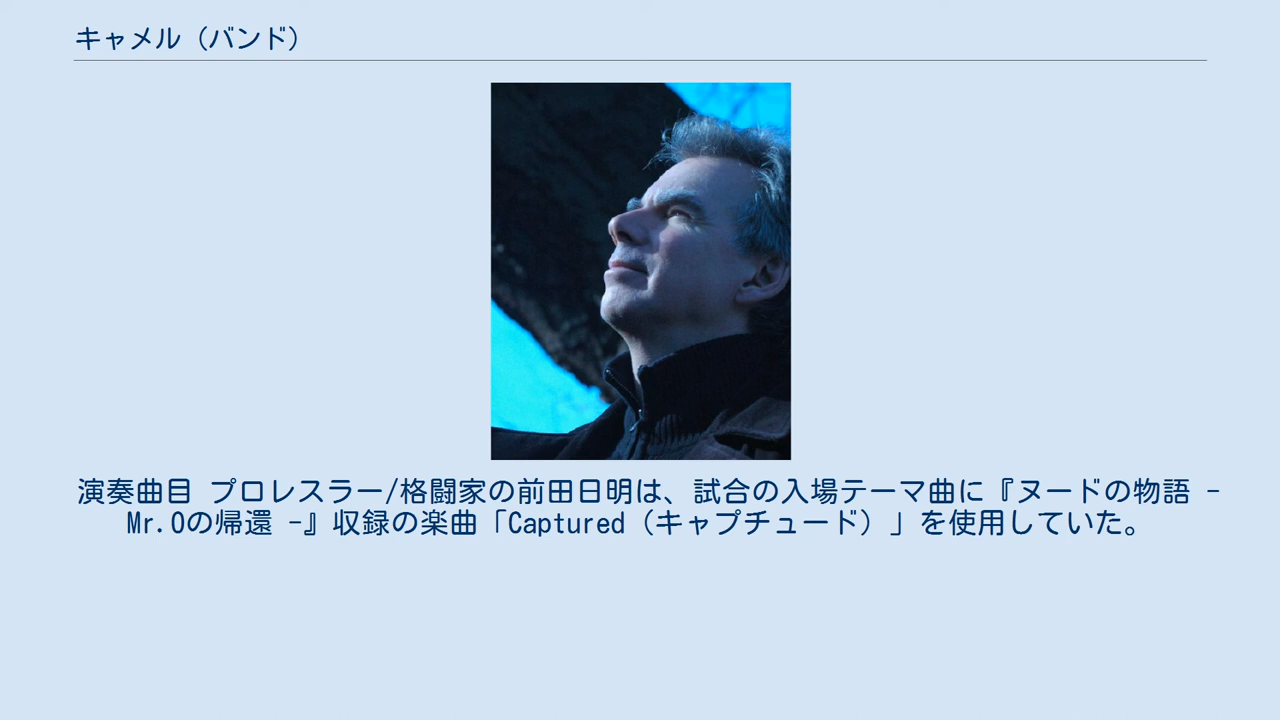 キャメル（バンド）
演奏曲目 プロレスラー/格闘家の前田日明は、試合の入場テーマ曲に『ヌードの物語 -
Mr.Oの帰還 -』収録の楽曲「Captured（キャプチュード）」を使用していた。